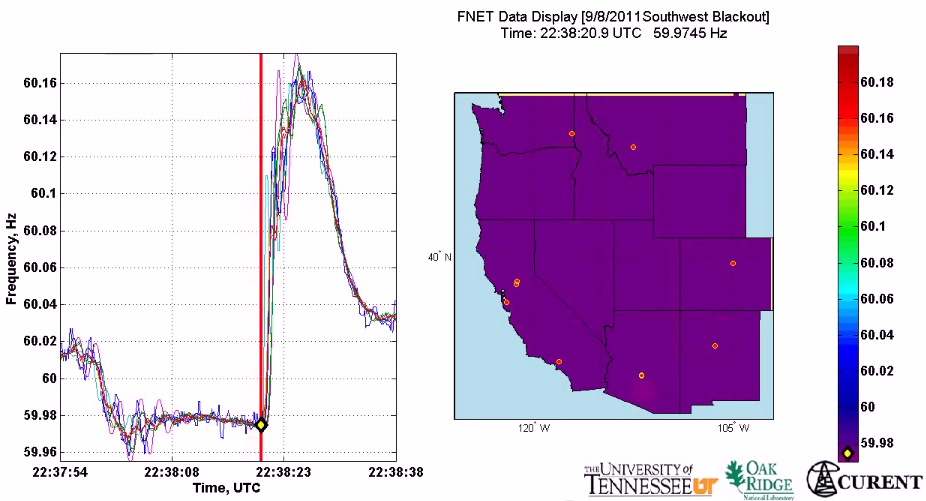 FNET Data Display [9/8/2011Southwest Blackout]
Time: 22:38:20.9 UTC 59.9745 Hz
Frequency, Hz
60.16
60.14
60.12
60.1
60.08
60.06
60.04
60.02
60
59.98
59.96
22:37:54 22:38:08 22:38:23 22:38:38
Time, UTC
40° N
120° W 105° W
60.18
60.16
60.14
60.12
60.10
60.08
60.06
60.04
60.02
60
59.98
THE UNIVERSITY of
TENNESSEE UT
OAK
RIDGE
National Laboratory
CURENT